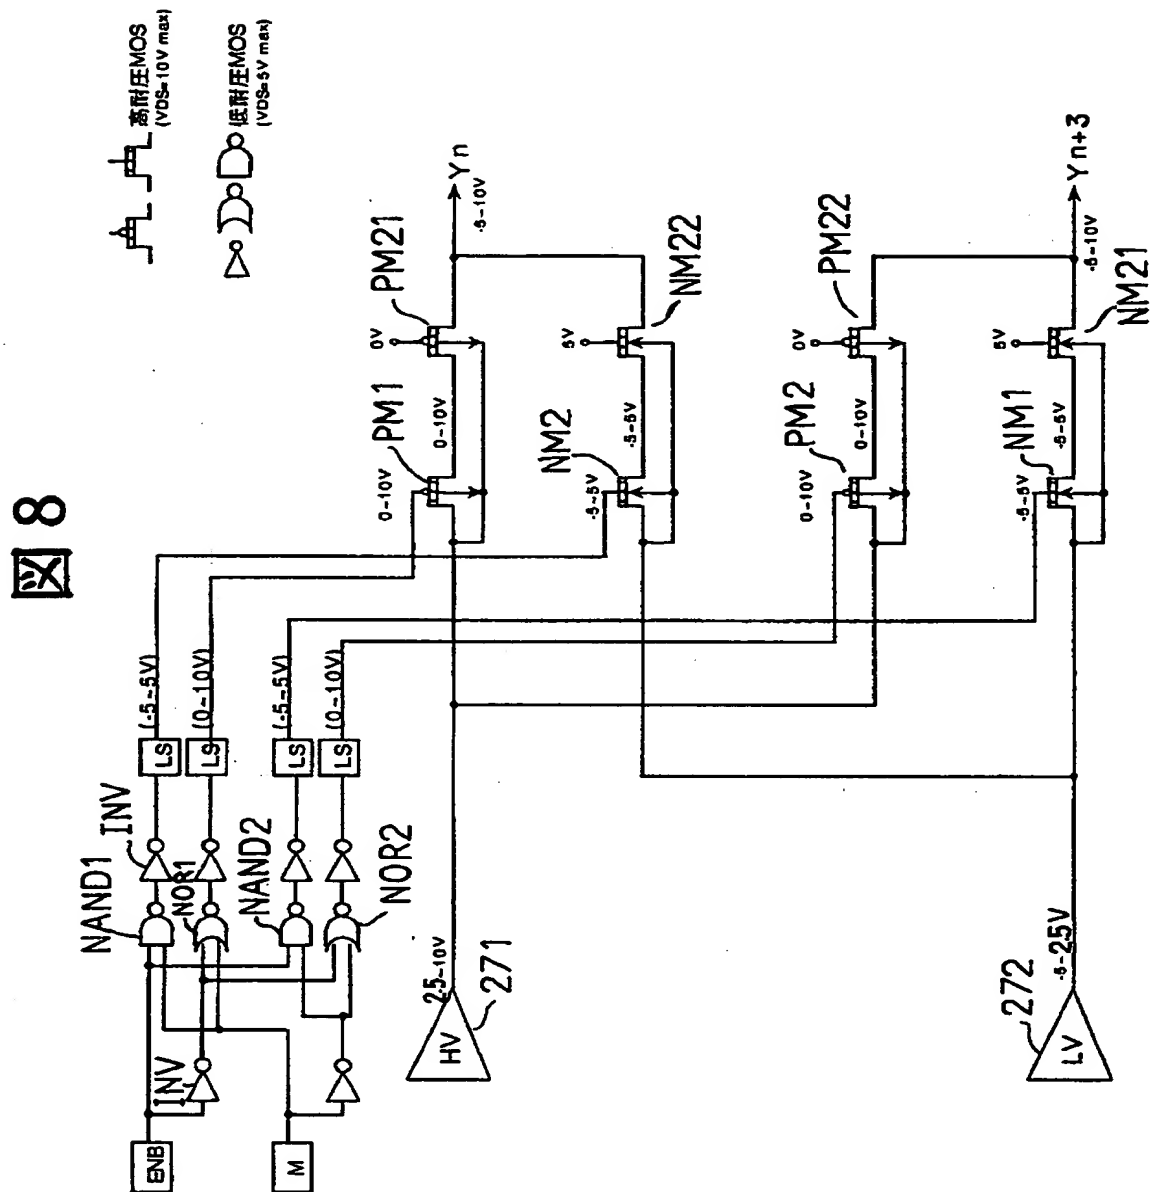 図 8
高耐圧MOS
(VDS=10V max)
低耐圧MOS
(VDS=5V max)
ENB
M
INV
NAND1
INV
NOR1
NAND2
NOR2
LS
LS
LS
LS
(-5~5V)
(0~10V)
(-5~5V)
(0~10V)
HV
2.5~10V
271
LV
-5~25V
272
0~10V
PM1
0~10V
0V
PM21
Yn
-5~10V
-5~5V
NM2
-5~5V
5V
NM22
0~10V
PM2
0~10V
0V
PM22
-5~5V
NM1
-5~5V
5V
NM21
Yn+3
-5~10V